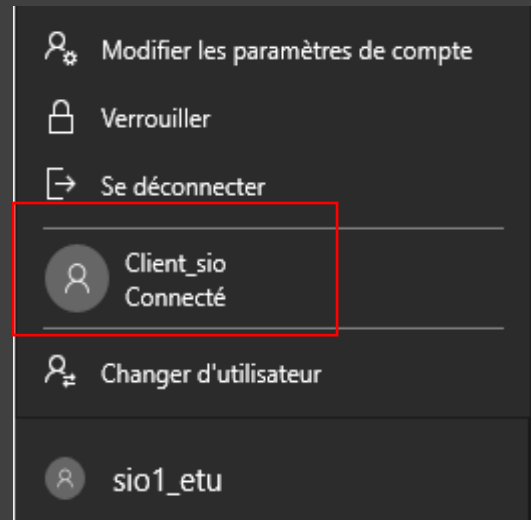 Modifier les paramètres de compte
Verrouiller
Se déconnecter
Client_sio
Connecté
Changer d'utilisateur
sio1_etu